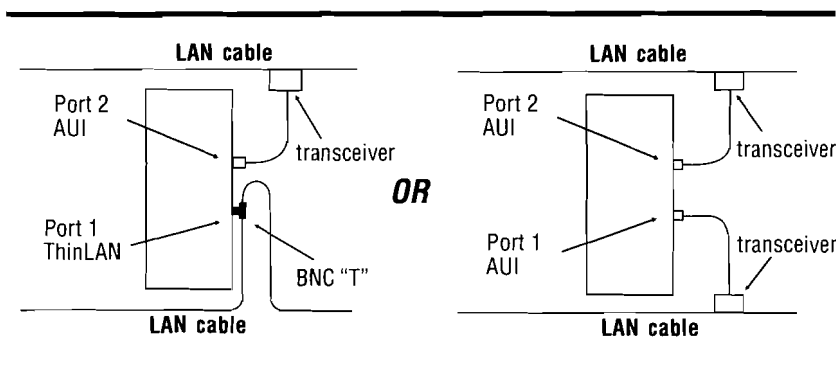 LAN cable
Port 2
AUI
transceiver
Port 1
ThinLAN
BNC “T”
LAN cable
OR
LAN cable
Port 2
AUI
transceiver
Port 1
AUI
transceiver
LAN cable